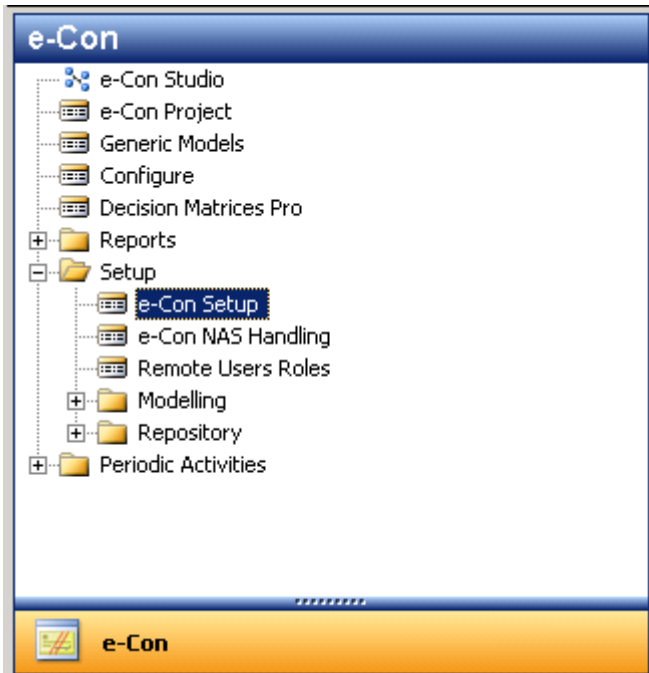 e-Con
e-Con Studio
e-Con Project
Generic Models
Configure
Decision Matrices Pro
Reports
Setup
e-Con Setup
e-Con NAS Handling
Remote Users Roles
Modelling
Repository
Periodic Activities
e-Con